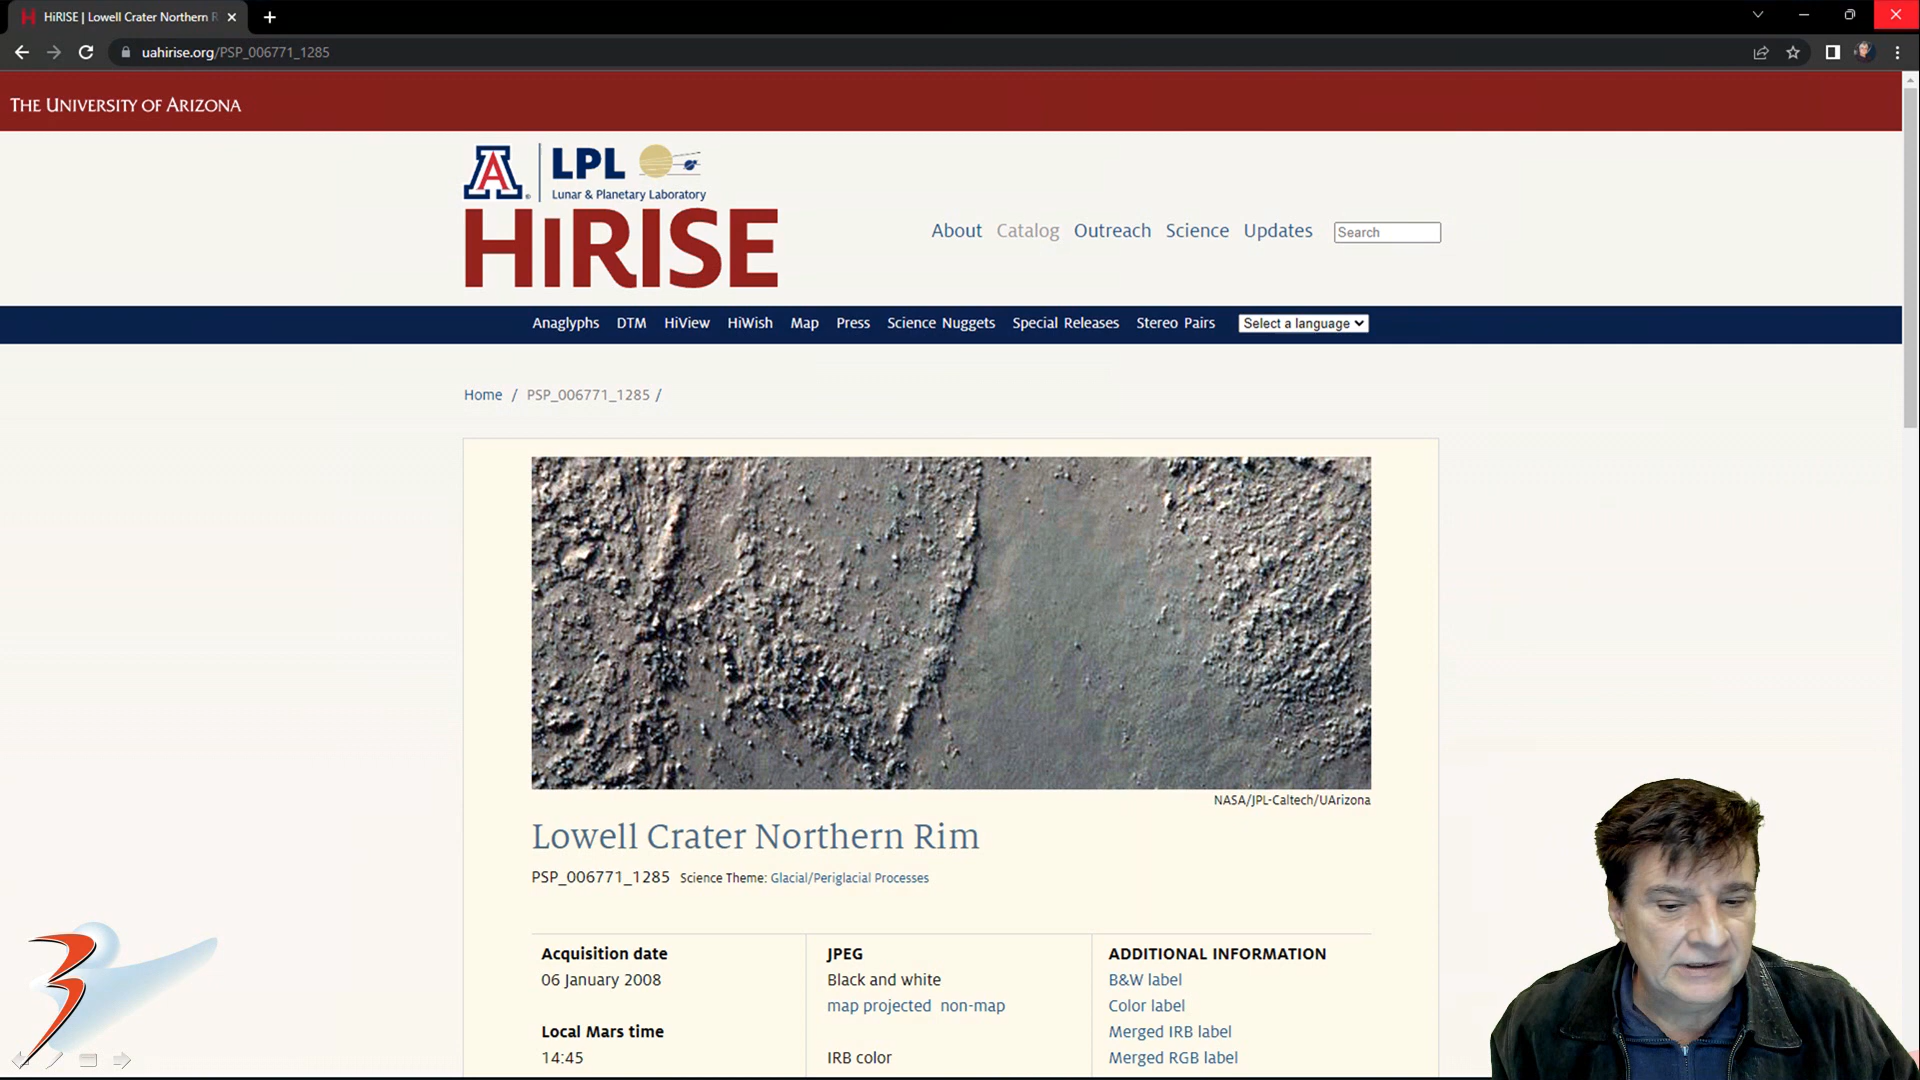 HiRISE | Lowell Crater Northern R
uahirise.org/PSP_006771_1285
THE UNIVERSITY OF ARIZONA
A
LPL
Lunar & Planetary Laboratory
HiRISE
About Catalog Outreach Science Updates Search
Anaglyphs DTM HiView HiWish Map Press Science Nuggets Special Releases Stereo Pairs Select a language
Home / PSP_006771_1285 /
NASA/JPL-Caltech/UArizona
Lowell Crater Northern Rim
PSP_006771_1285 Science Theme: Glacial/Periglacial Processes
Acquisition date
06 January 2008
Local Mars time
14:45
JPEG
Black and white
map projected non-map
IRB color
ADDITIONAL INFORMATION
B&W label
Color label
Merged IRB label
Merged RGB label